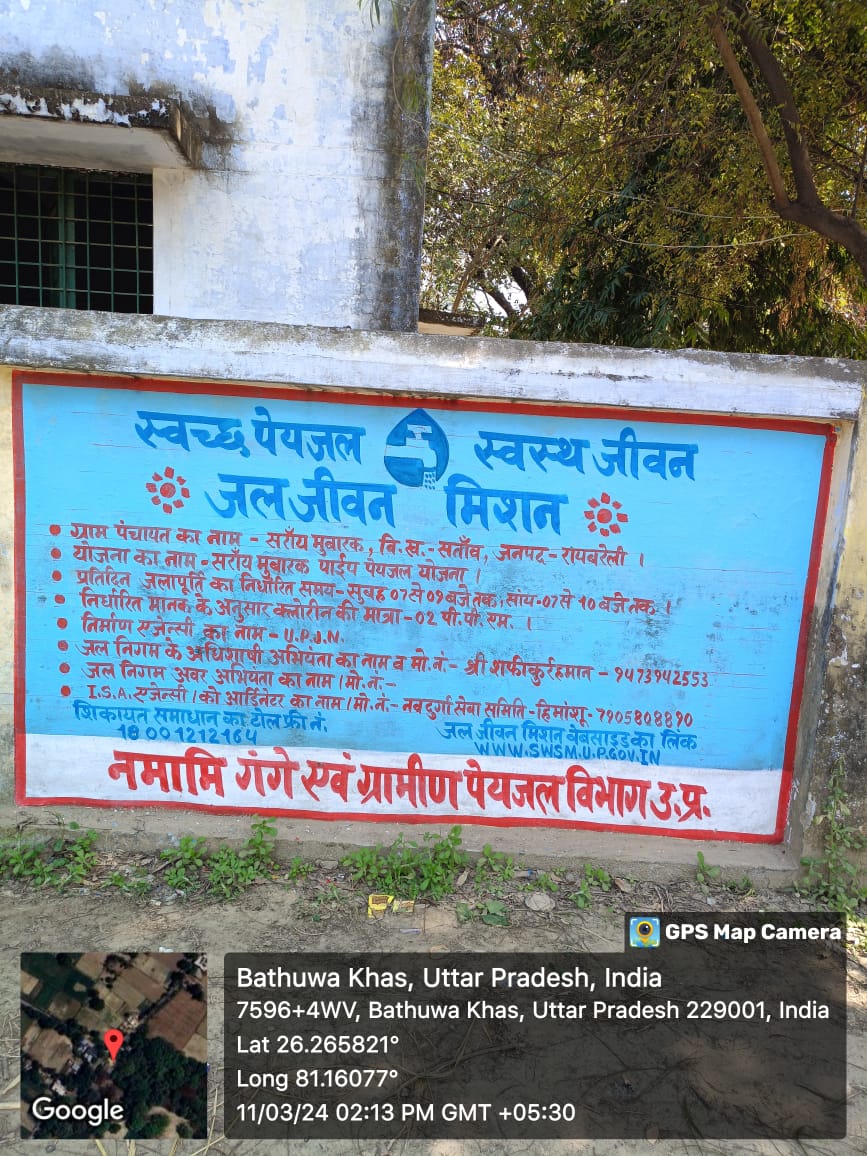 स्वच्छ पेयजल स्वस्थ जीवन
जल जीवन मिशन
ग्राम पंचायत का नाम - सराँय मुबारक, वि.ख.- सताँव, जनपद- रायबरेली ।
योजना का नाम- सराँय मुबारक पाईप पेयजल योजना ।
प्रतिदिन जलापूर्ति का निर्धारित समय- सुबह 07 से 09 बजे तक, सांय-07 से 10 बजे तक ।
निर्धारित मानक के अनुसार क्लोरीन की मात्रा-02 पी.पी.एम. ।
निर्माण एजेन्सी का नाम - U.P.J.N.
जल निगम के अधिशाषी अभियंता का नाम व मो.नं:- श्री शफीकुर्रहमान - 9473942553
जल निगम अवर अभियंता का नाम / मो.नं:-
I.S.A. एजेन्सी / को आर्डिनेटर का नाम / मो.नं:- नवदुर्गा सेवा समिति-हिमांशू- 7905808890
शिकायत समाधान का टोल फ्री नं.
18001212164
जल जीवन मिशन वेबसाइड का लिंक
WWW.SWSM.UP.GOV.IN
नमामि गंगे एवं ग्रामीण पेयजल विभाग उ.प्र.
GPS Map Camera
Bathuwa Khas, Uttar Pradesh, India
7596+4WV, Bathuwa Khas, Uttar Pradesh 229001, India
Lat 26.265821°
Long 81.16077°
11/03/24 02:13 PM GMT +05:30
Google